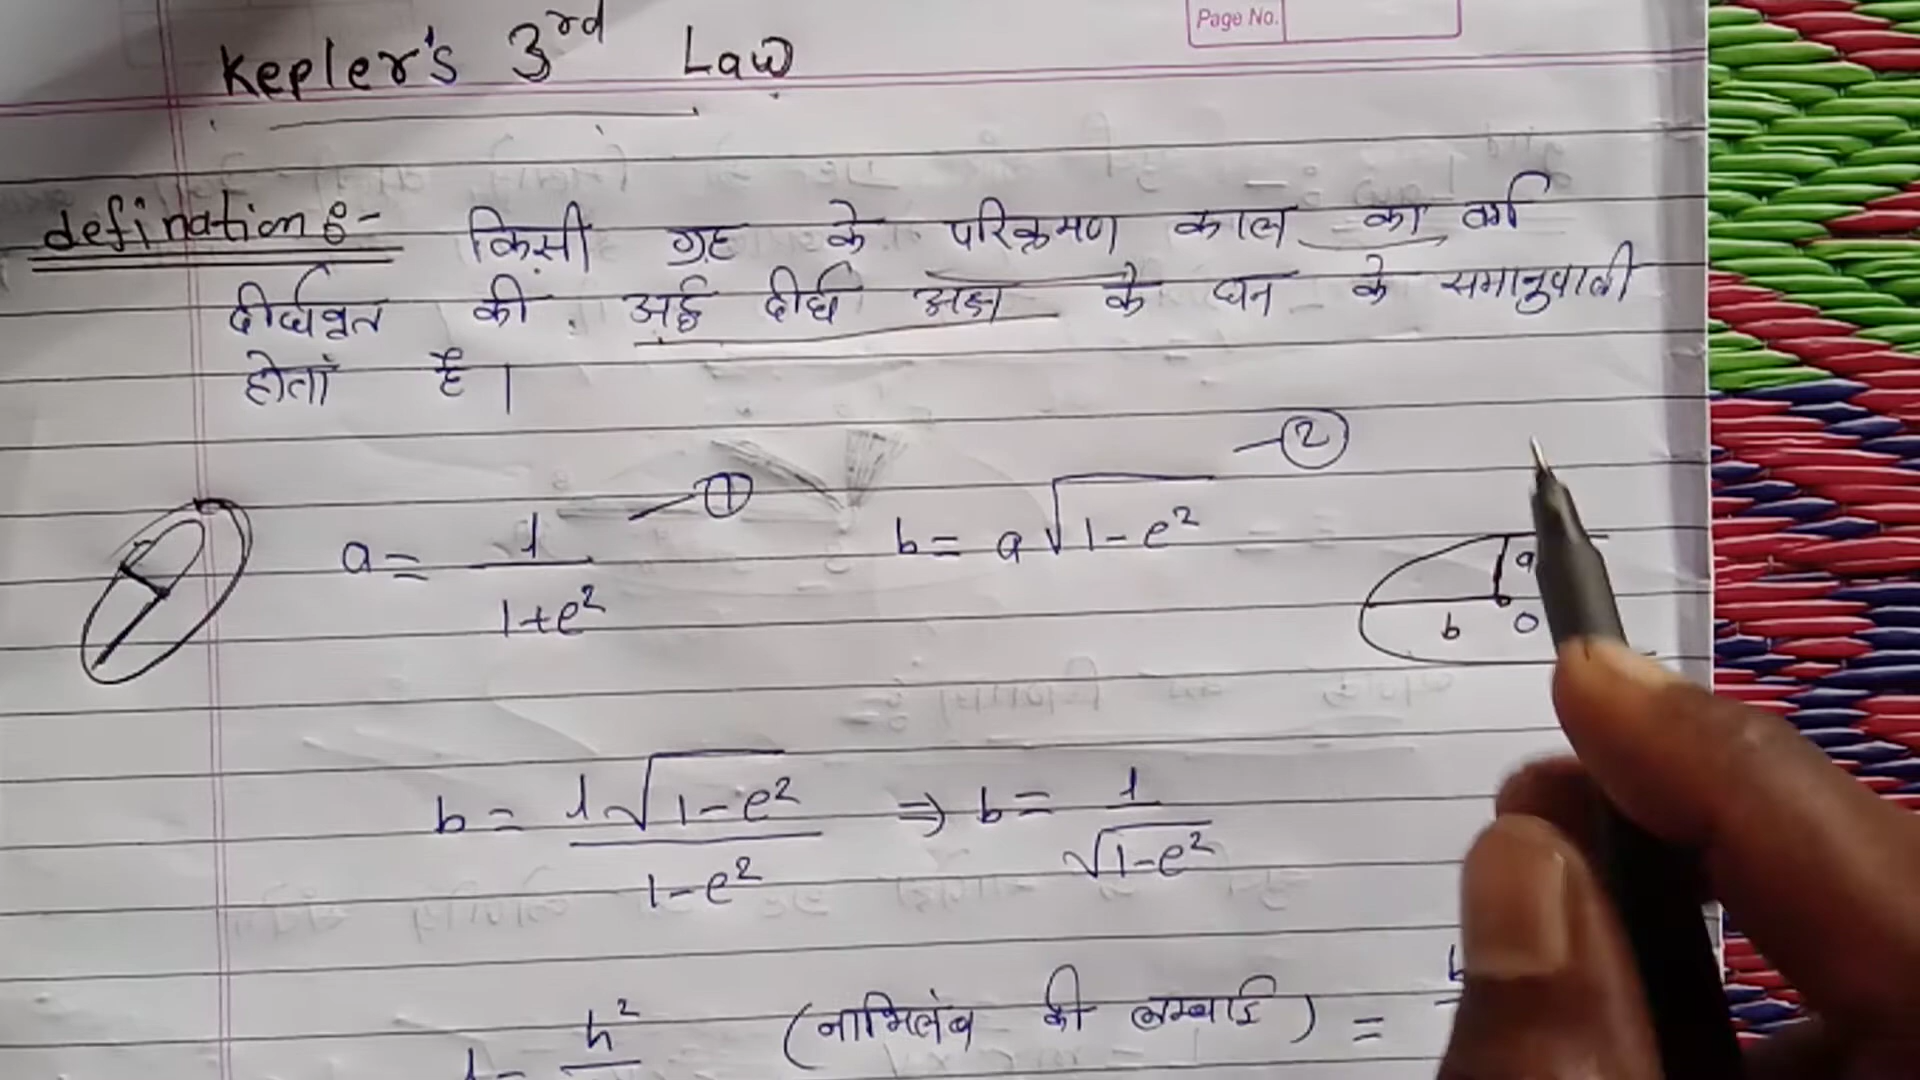 Page No.
Kepler's 3rd Law
defination :- किसी ग्रह के परिक्रमण काल का वर्ग
दीर्घवृत की अर्द्ध दीर्घ अक्ष के घन के समानुपाती
होता है।
a = 1/(1+e²) —① b = a√(1-e²) —②
a
b O
b = 1√(1-e²)/(1-e²) ⇒ b = 1/√(1-e²)
h² (नाभिलंब की लम्बाई) =